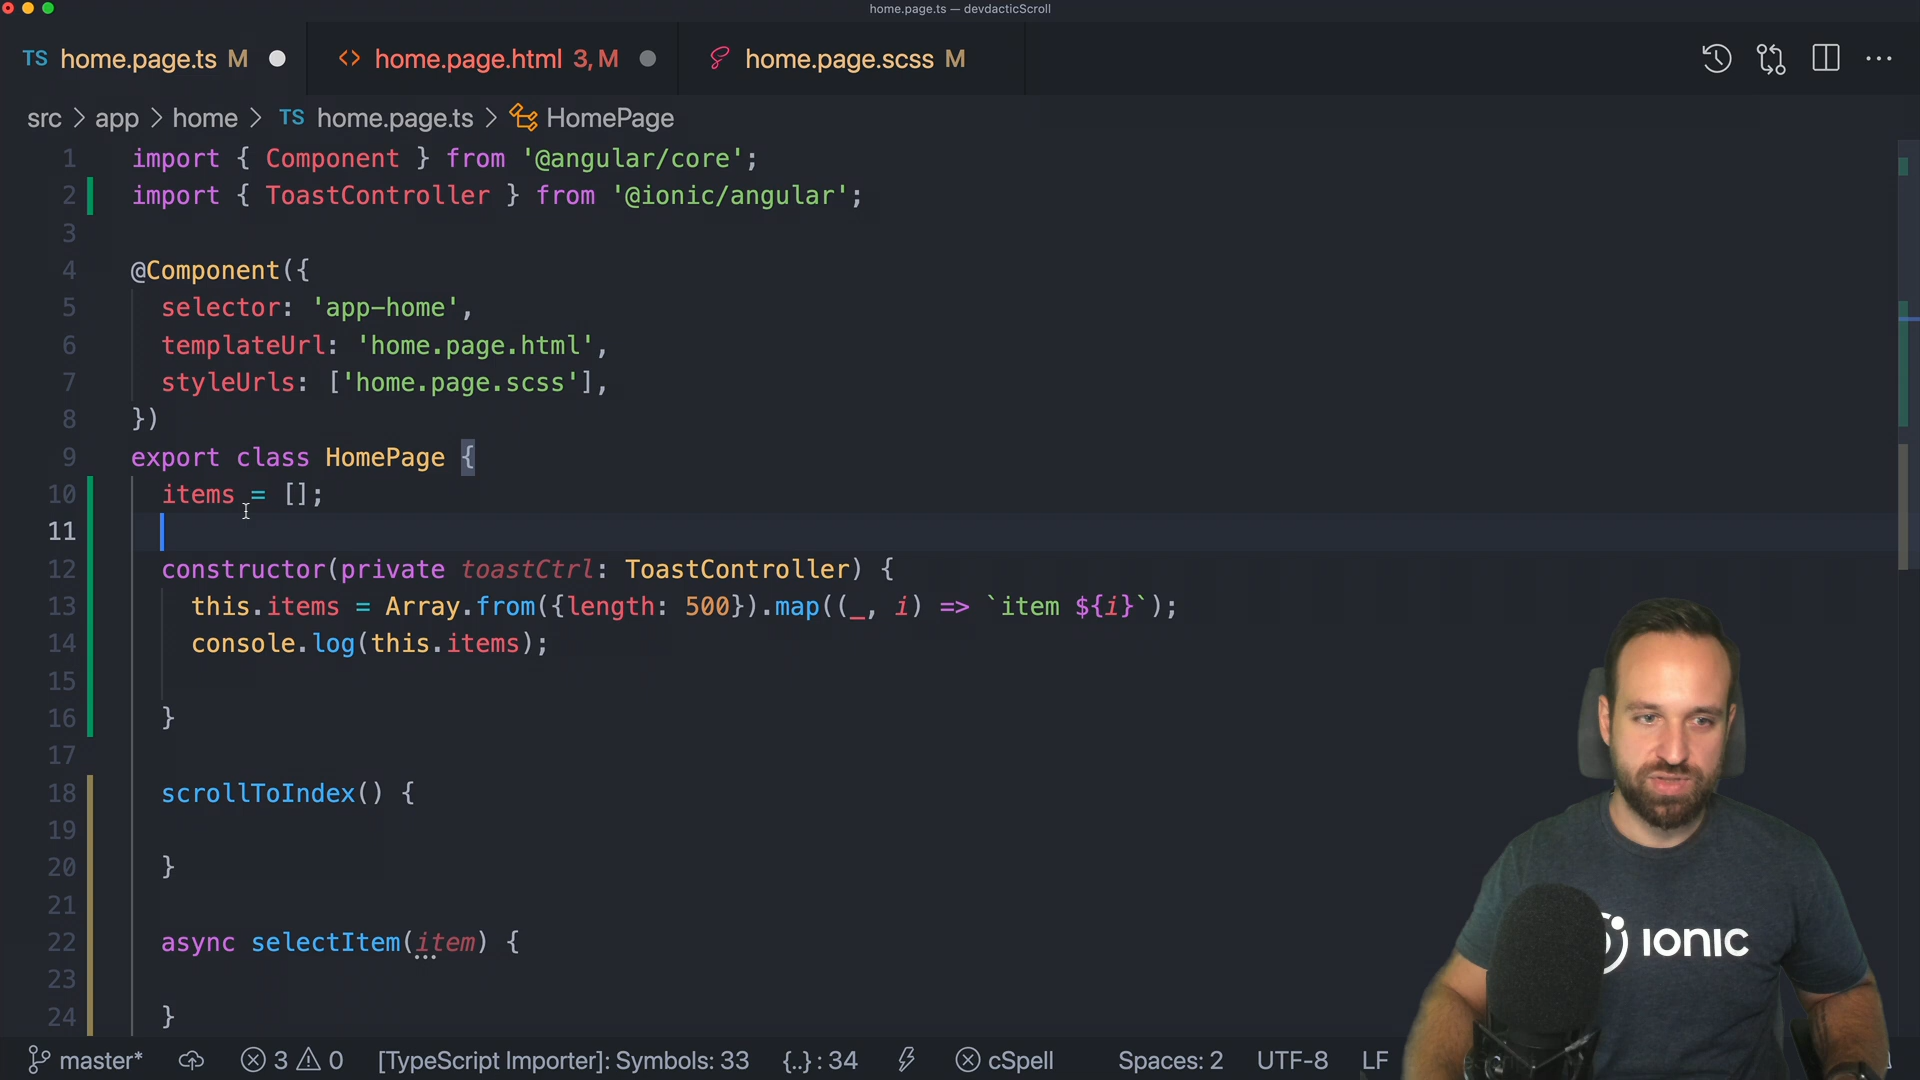 home.page.ts — devdacticScroll
TS home.page.ts M
<> home.page.html 3, M
home.page.scss M
src > app > home > TS home.page.ts > HomePage
1 import { Component } from '@angular/core';
2 import { ToastController } from '@ionic/angular';
3
4 @Component({
5 selector: 'app-home',
6 templateUrl: 'home.page.html',
7 styleUrls: ['home.page.scss'],
8 })
9 export class HomePage {
10 items = [];
11
12 constructor(private toastCtrl: ToastController) {
13 this.items = Array.from({length: 500}).map((_, i) => `item ${i}`);
14 console.log(this.items);
15
16 }
17
18 scrollToIndex() {
19
20 }
21
22 async selectItem(item) {
23
24 }
master* 3 0 [TypeScript Importer]: Symbols: 33 {..} : 34 cSpell Spaces: 2 UTF-8 LF
IONIC